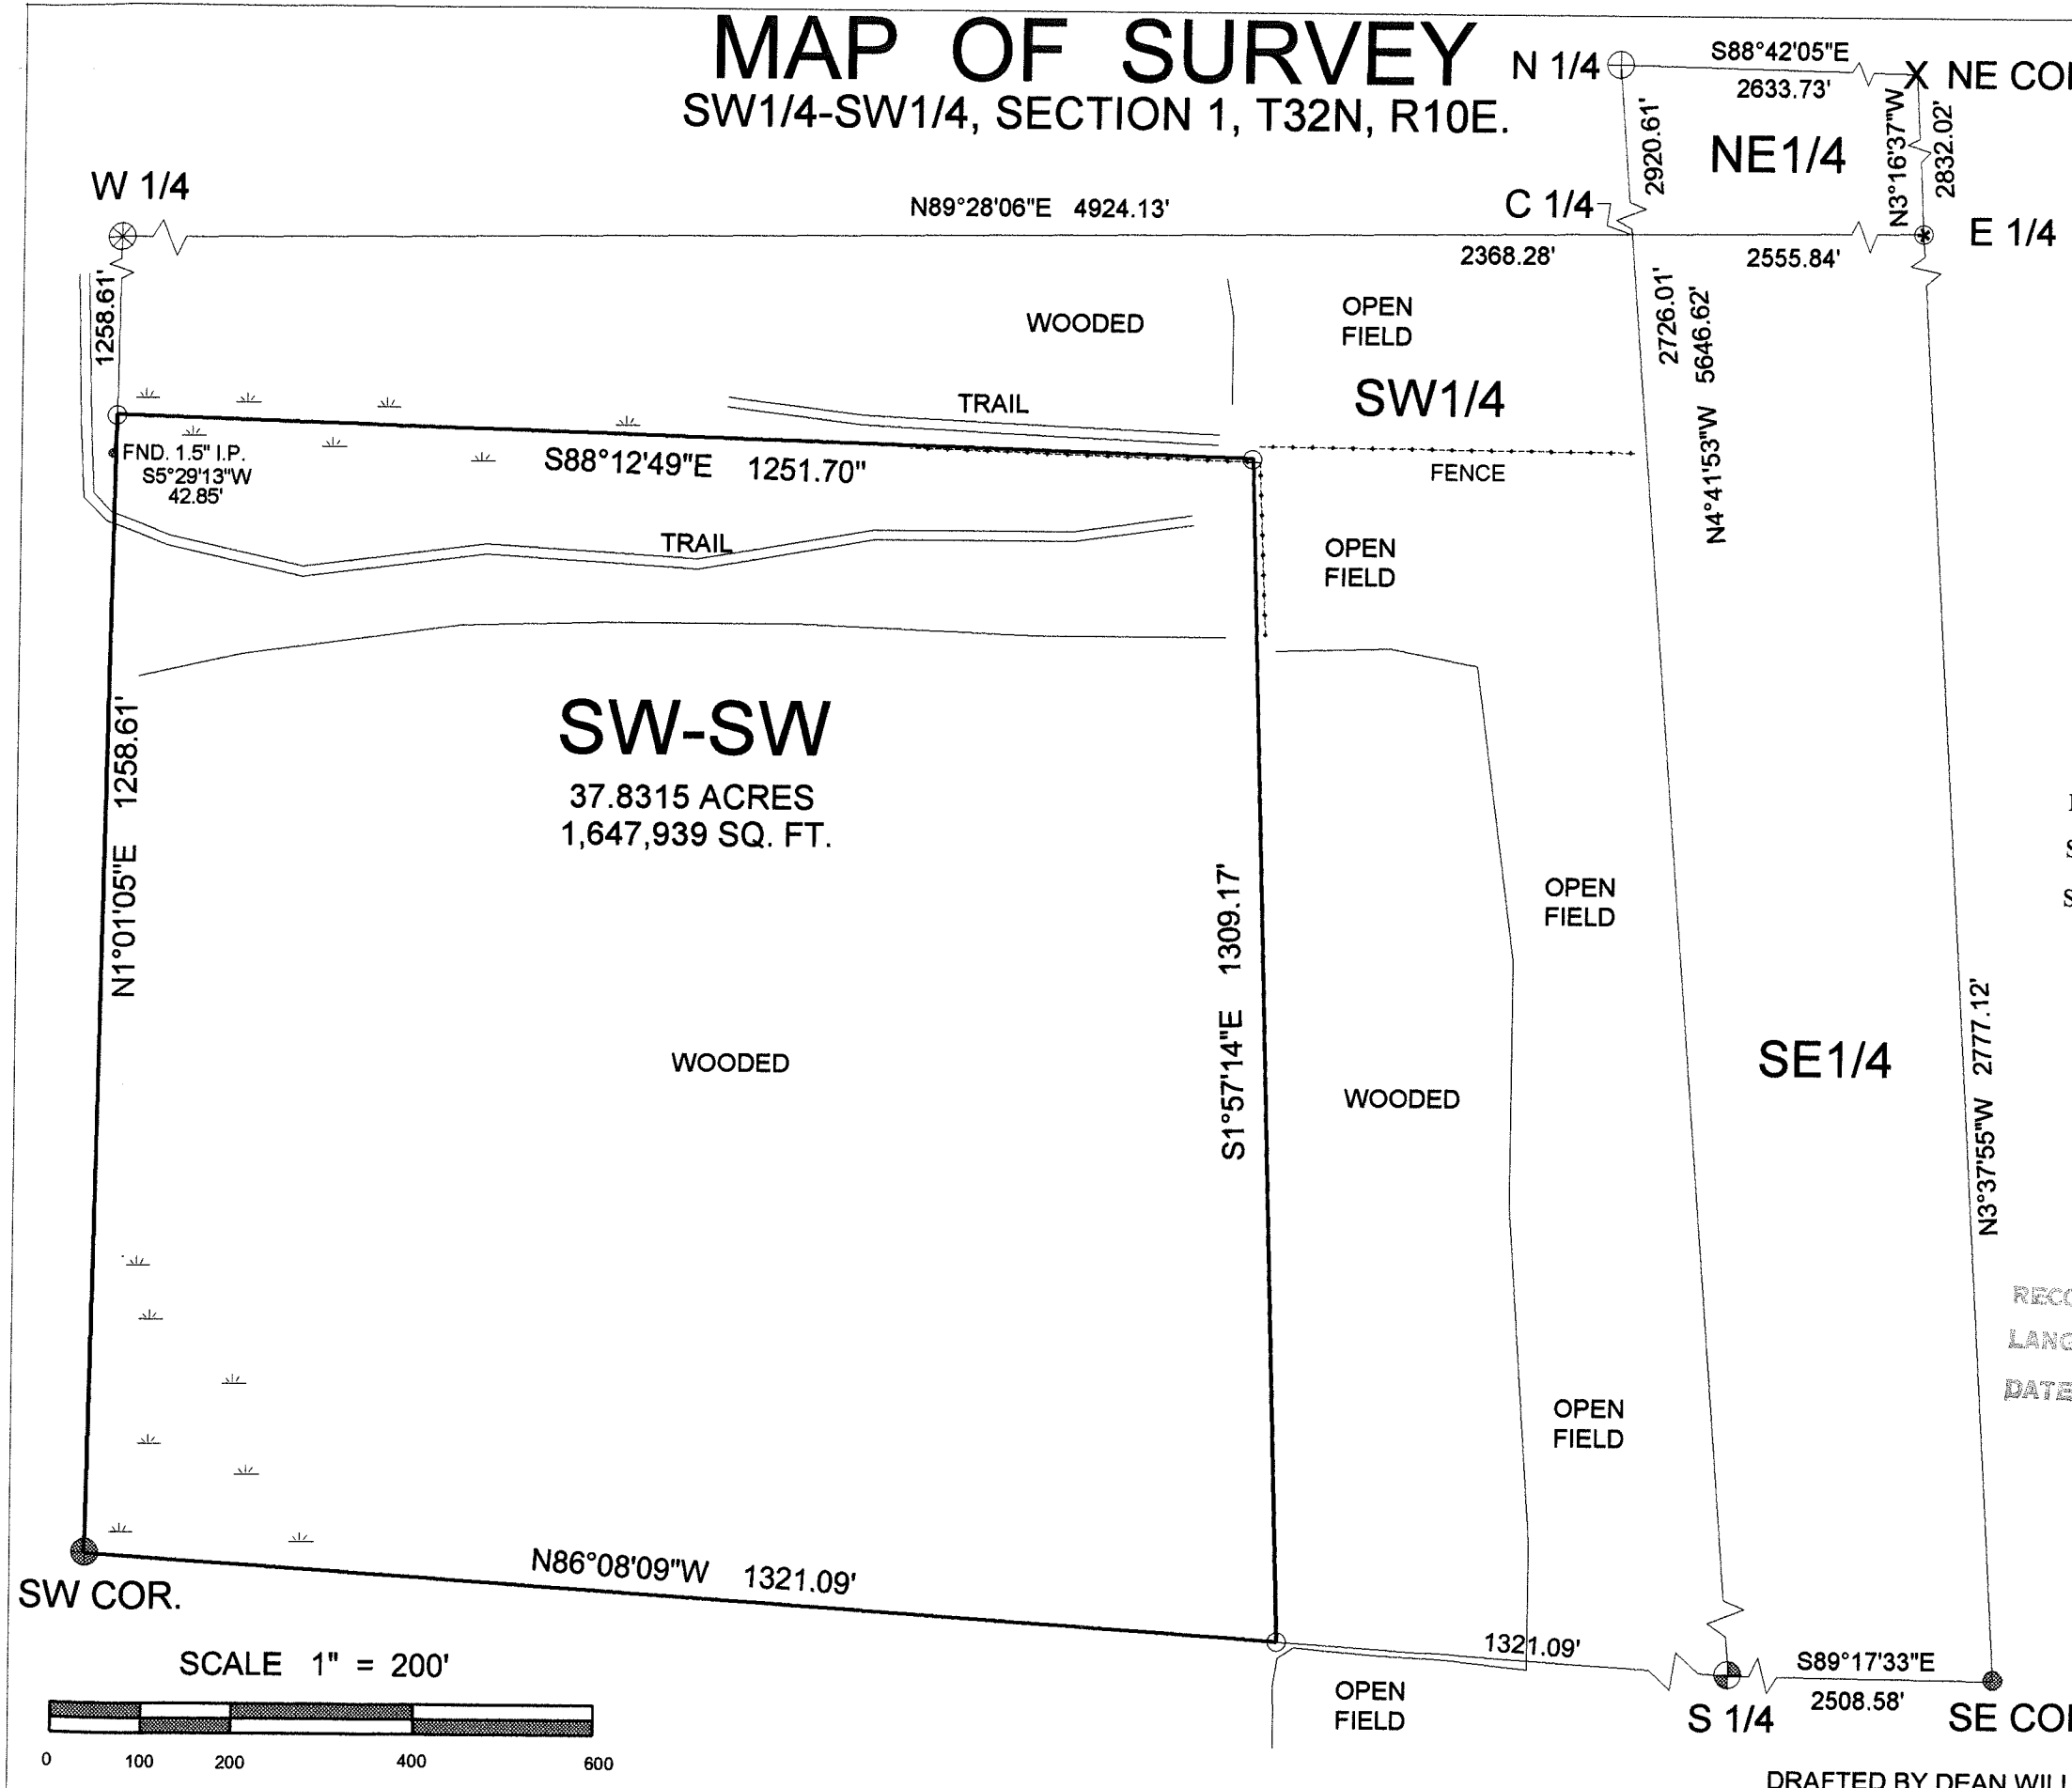 MAP OF SURVEY
SW1/4-SW1/4, SECTION 1, T32N, R10E.
N 1/4
S88°42'05"E
2633.73'
X NE COR
2920.61'
NE1/4
N3°16'37"W
2832.02'
W 1/4
N89°28'06"E 4924.13'
C 1/4
E 1/4
2368.28'
2555.84'
1258.61'
WOODED
OPEN
FIELD
2726.01'
N4°41'53"W 5646.62'
SW1/4
TRAIL
FND. 1.5" I.P.
S5°29'13"W
42.85'
S88°12'49"E 1251.70"
FENCE
TRAIL
OPEN
FIELD
SW-SW
37.8315 ACRES
1,647,939 SQ. FT.
N1°01'05"E 1258.61'
S1°57'14"E 1309.17'
OPEN
FIELD
WOODED
WOODED
SE1/4
N3°37'55"W 2777.12'
S
S
RECO
LANG
DATE
OPEN
FIELD
N86°08'09"W 1321.09'
SW COR.
1321.09'
S89°17'33"E
2508.58'
OPEN
FIELD
S 1/4
SE COR
SCALE 1" = 200'
0 100 200 400 600
DRAFTED BY DEAN WILL